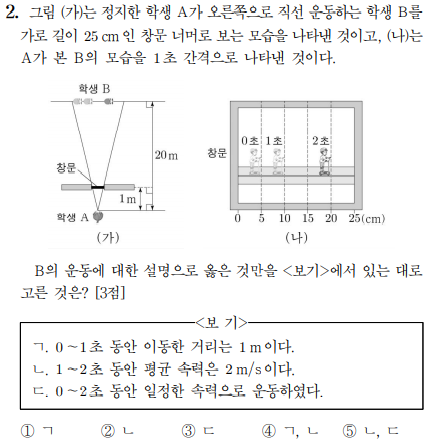 2. 그림 (가)는 정지한 학생 A가 오른쪽으로 직선 운동하는 학생 B를
가로 길이 25 cm 인 창문 너머로 보는 모습을 나타낸 것이고, (나)는
A가 본 B의 모습을 1초 간격으로 나타낸 것이다.
학생 B
창문
20 m
1 m
학생 A
(가)
창문
0초 1초 2초
0 5 10 15 20 25(cm)
(나)
B의 운동에 대한 설명으로 옳은 것만을 <보기>에서 있는 대로
고른 것은? [3점]
<보 기>
ㄱ. 0～1초 동안 이동한 거리는 1 m이다.
ㄴ. 1～2초 동안 평균 속력은 2 m/s이다.
ㄷ. 0～2초 동안 일정한 속력으로 운동하였다.
① ㄱ ② ㄴ ③ ㄷ ④ ㄱ, ㄴ ⑤ ㄴ, ㄷ